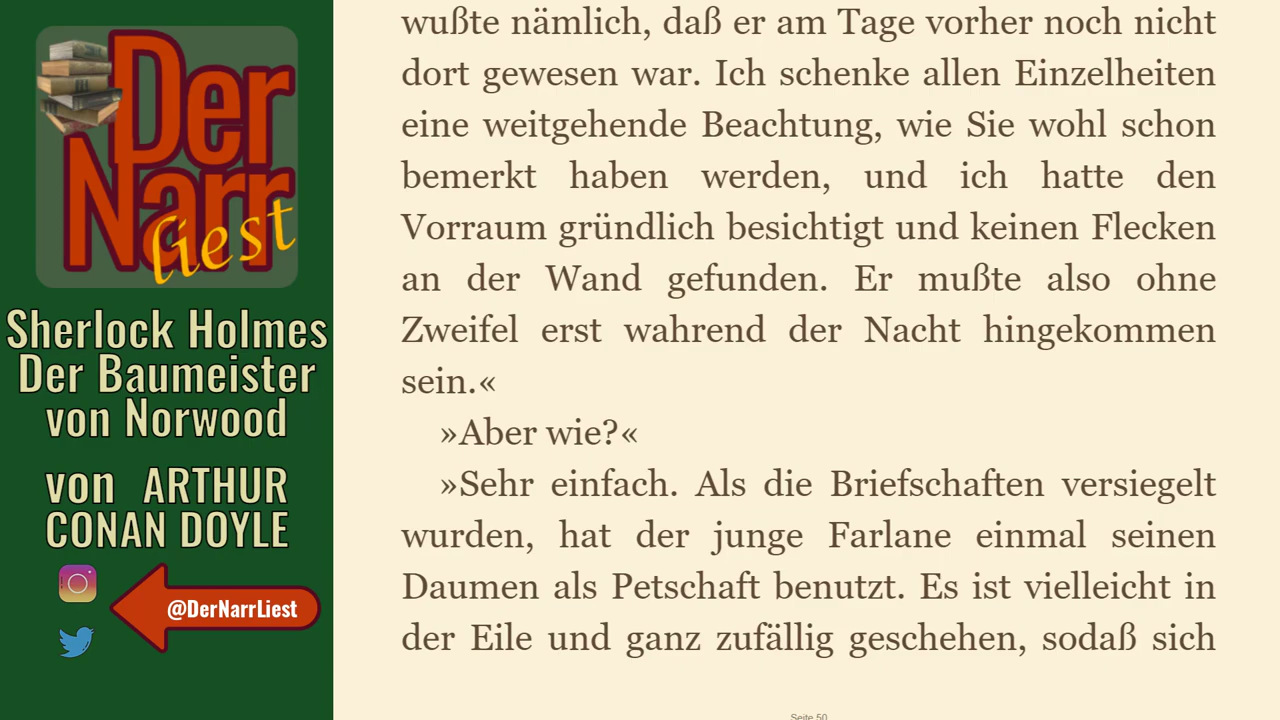 Der
Narr
liest
Sherlock Holmes
Der Baumeister
von Norwood
von ARTHUR
CONAN DOYLE
@DerNarrLiest
wußte nämlich, daß er am Tage vorher noch nicht
dort gewesen war. Ich schenke allen Einzelheiten
eine weitgehende Beachtung, wie Sie wohl schon
bemerkt haben werden, und ich hatte den
Vorraum gründlich besichtigt und keinen Flecken
an der Wand gefunden. Er mußte also ohne
Zweifel erst wahrend der Nacht hingekommen
sein.«
»Aber wie?«
»Sehr einfach. Als die Briefschaften versiegelt
wurden, hat der junge Farlane einmal seinen
Daumen als Petschaft benutzt. Es ist vielleicht in
der Eile und ganz zufällig geschehen, sodaß sich
Seite 50